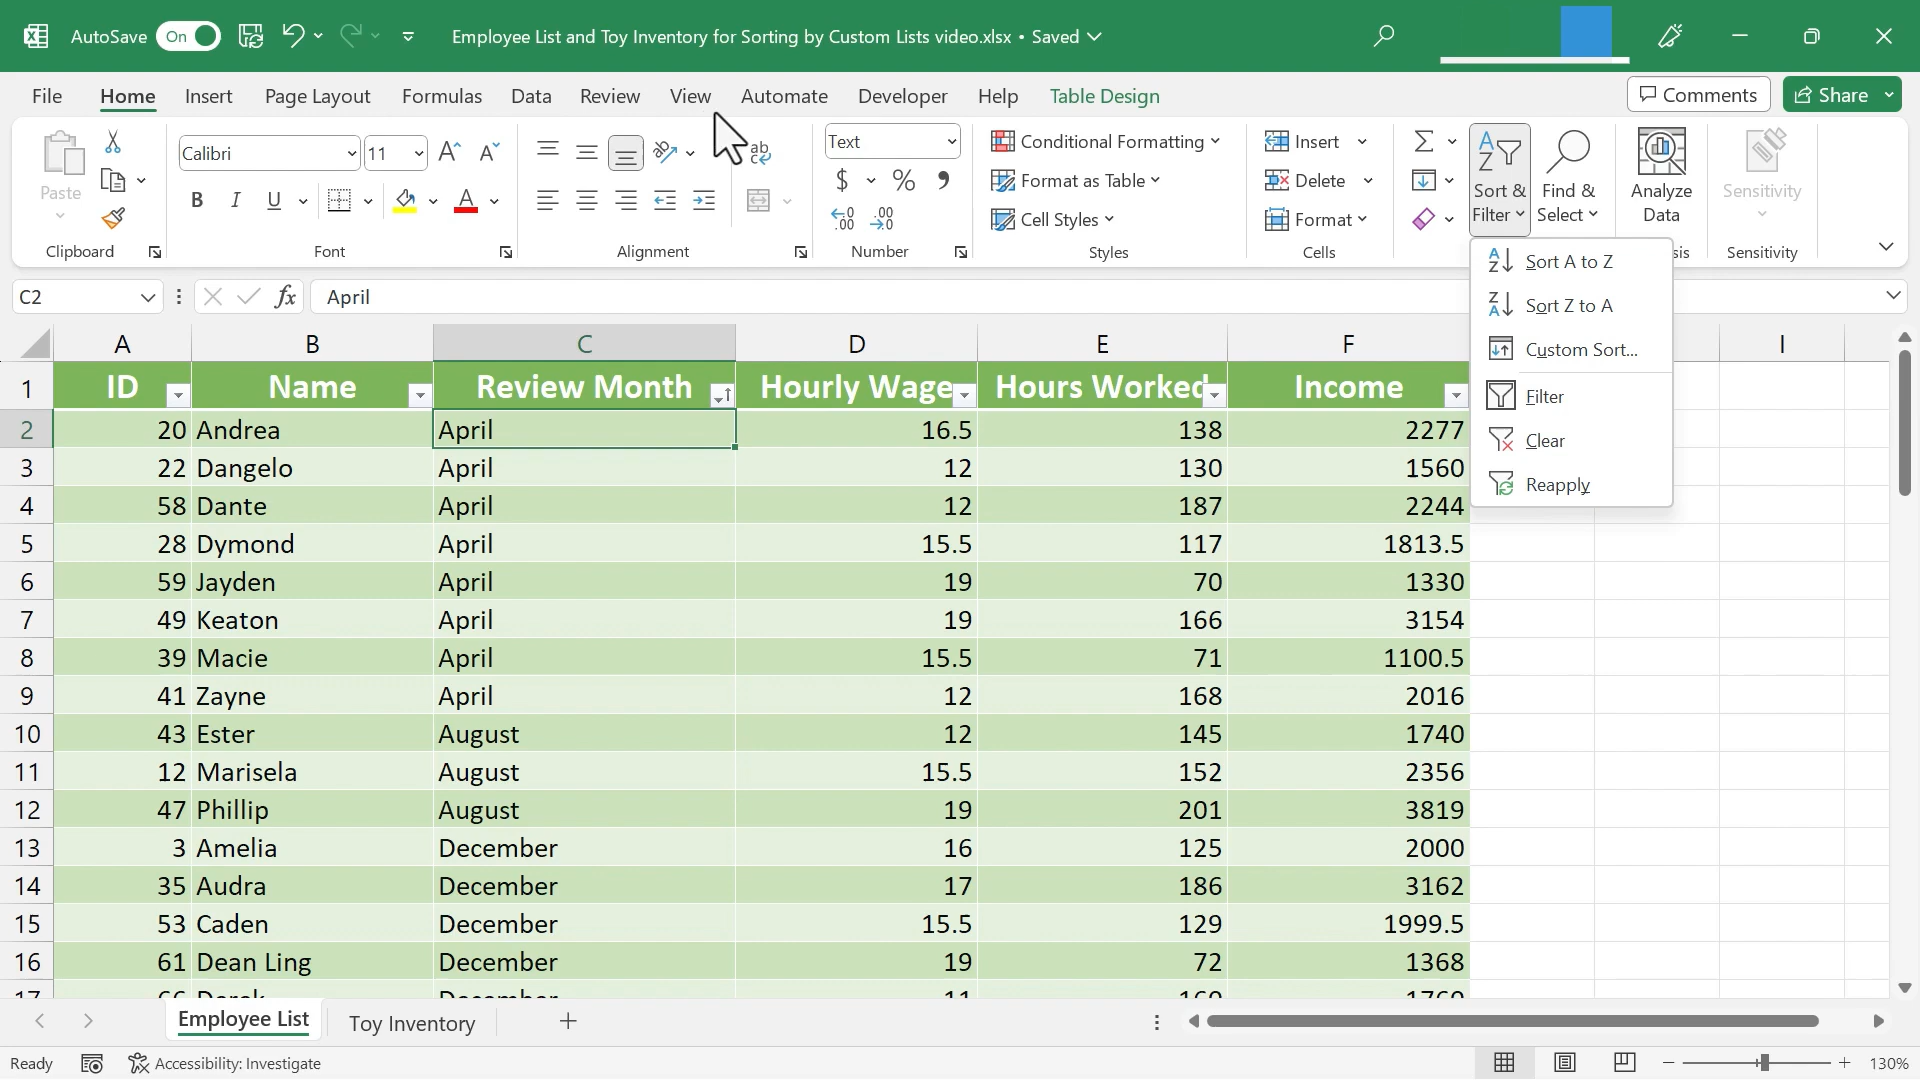 AutoSave On Employee List and Toy Inventory for Sorting by Custom Lists video.xlsx • Saved
File Home Insert Page Layout Formulas Data Review View Automate Developer Help Table Design Comments Share
Paste Calibri 11 Text Conditional Formatting Format as Table Cell Styles Insert Delete Format Sort & Filter Find & Select Analyze Data Sensitivity
Clipboard Font Alignment Number Styles Cells sis Sensitivity
Sort A to Z
Sort Z to A
Custom Sort...
Filter
Clear
Reapply
C2 fx April
A B C D E F I
1 ID Name Review Month Hourly Wage Hours Worked Income
2 20 Andrea April 16.5 138 2277
3 22 Dangelo April 12 130 1560
4 58 Dante April 12 187 2244
5 28 Dymond April 15.5 117 1813.5
6 59 Jayden April 19 70 1330
7 49 Keaton April 19 166 3154
8 39 Macie April 15.5 71 1100.5
9 41 Zayne April 12 168 2016
10 43 Ester August 12 145 1740
11 12 Marisela August 15.5 152 2356
12 47 Phillip August 19 201 3819
13 3 Amelia December 16 125 2000
14 35 Audra December 17 186 3162
15 53 Caden December 15.5 129 1999.5
16 61 Dean Ling December 19 72 1368
Employee List Toy Inventory
Ready Accessibility: Investigate 130%